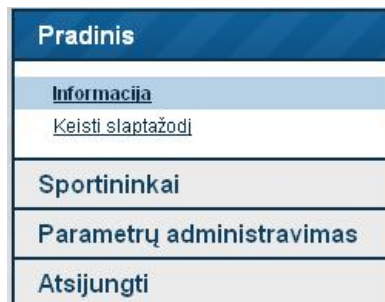 Pradinis
Informacija
Keisti slaptažodį
Sportininkai
Parametrų administravimas
Atsijungti